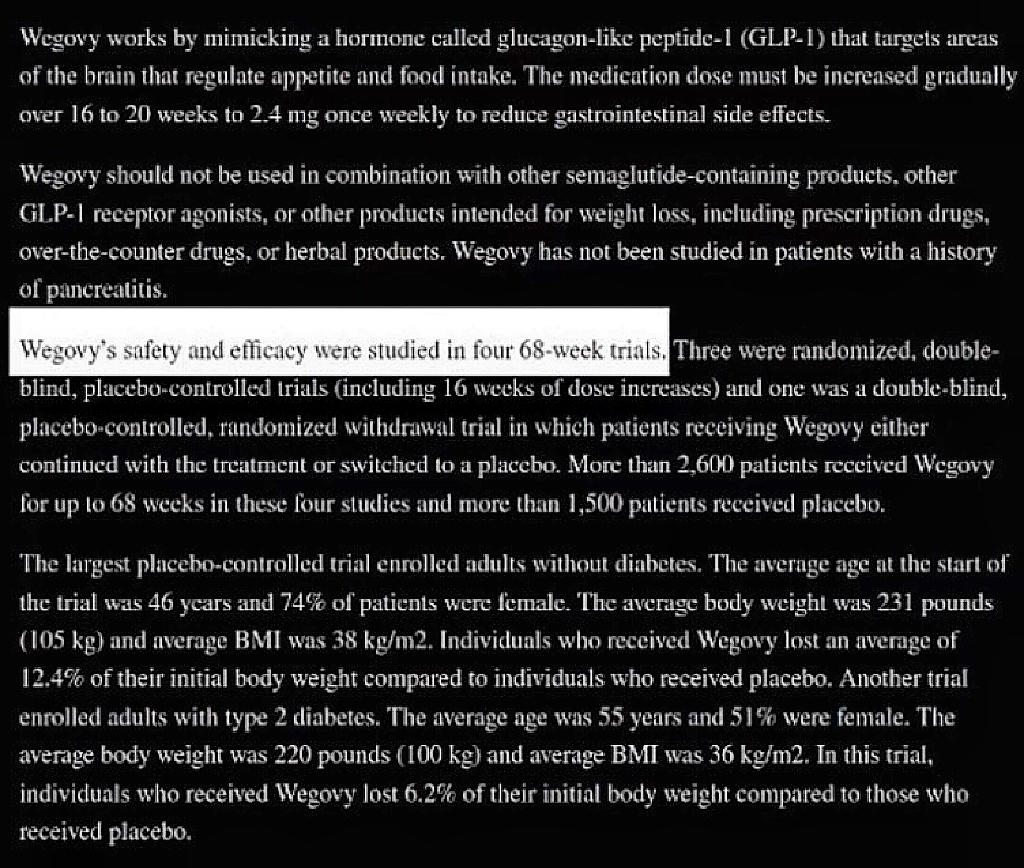 Wegovy works by mimicking a hormone called glucagon-like peptide-1 (GLP-1) that targets areas
of the brain that regulate appetite and food intake. The medication dose must be increased gradually
over 16 to 20 weeks to 2.4 mg once weekly to reduce gastrointestinal side effects.
Wegovy should not be used in combination with other semaglutide-containing products, other
GLP-1 receptor agonists, or other products intended for weight loss, including prescription drugs,
over-the-counter drugs, or herbal products. Wegovy has not been studied in patients with a history
of pancreatitis.
Wegovy's safety and efficacy were studied in four 68-week trials. Three were randomized, double-
blind, placebo-controlled trials (including 16 weeks of dose increases) and one was a double-blind,
placebo-controlled, randomized withdrawal trial in which patients receiving Wegovy either
continued with the treatment or switched to a placebo. More than 2,600 patients received Wegovy
for up to 68 weeks in these four studies and more than 1,500 patients received placebo.
The largest placebo-controlled trial enrolled adults without diabetes. The average age at the start of
the trial was 46 years and 74% of patients were female. The average body weight was 231 pounds
(105 kg) and average BMI was 38 kg/m2. Individuals who received Wegovy lost an average of
12.4% of their initial body weight compared to individuals who received placebo. Another trial
enrolled adults with type 2 diabetes. The average age was 55 years and 51% were female. The
average body weight was 220 pounds (100 kg) and average BMI was 36 kg/m2. In this trial,
individuals who received Wegovy lost 6.2% of their initial body weight compared to those who
received placebo.